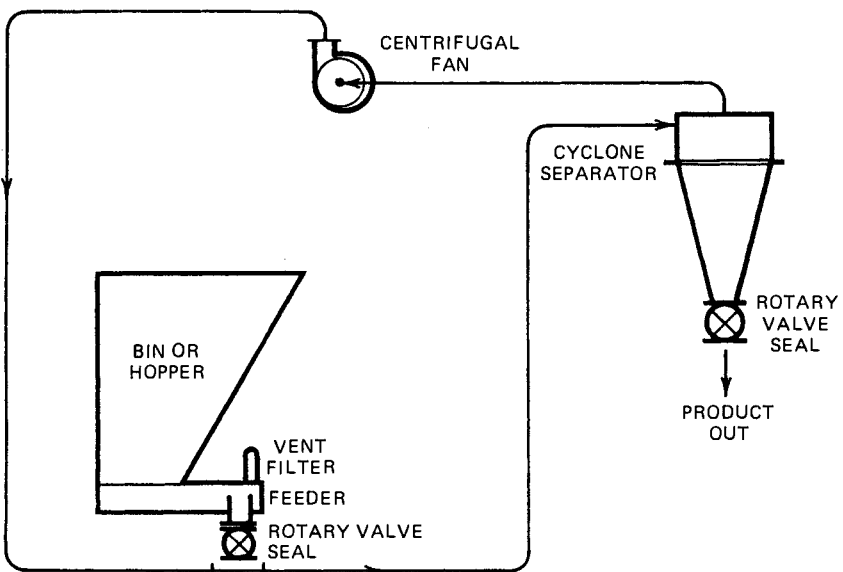 CENTRIFUGAL
FAN
CYCLONE
SEPARATOR
ROTARY
VALVE
SEAL
BIN OR
HOPPER
PRODUCT
OUT
VENT
FILTER
FEEDER
ROTARY VALVE
SEAL